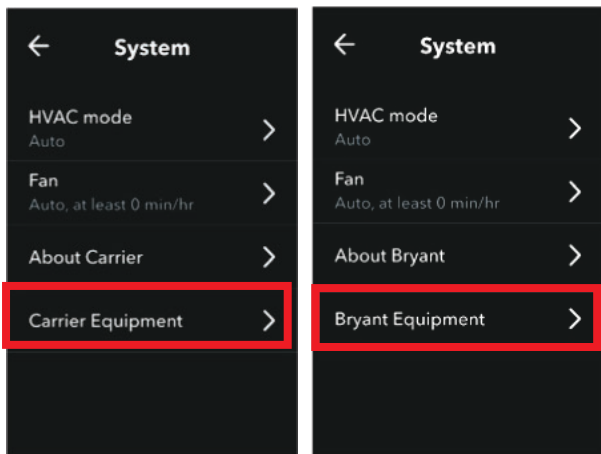 System
HVAC mode
Auto
Fan
Auto, at least 0 min/hr
About Carrier
Carrier Equipment
System
HVAC mode
Auto
Fan
Auto, at least 0 min/hr
About Bryant
Bryant Equipment